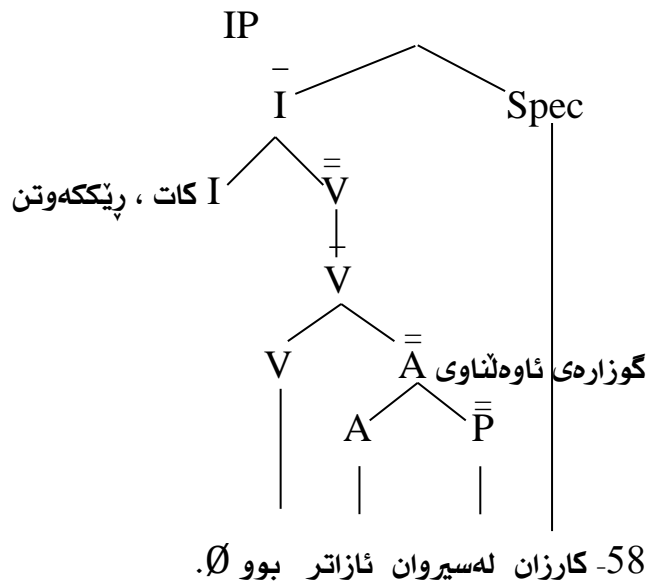 IP
I̅ Spec
I کات ، ڕێککەوتن
V̿
V̵
V
A̿ گوزارەی ئاوەڵناوی
A P̿
58- کارزان لەسیروان ئازاتر بوو Ø.